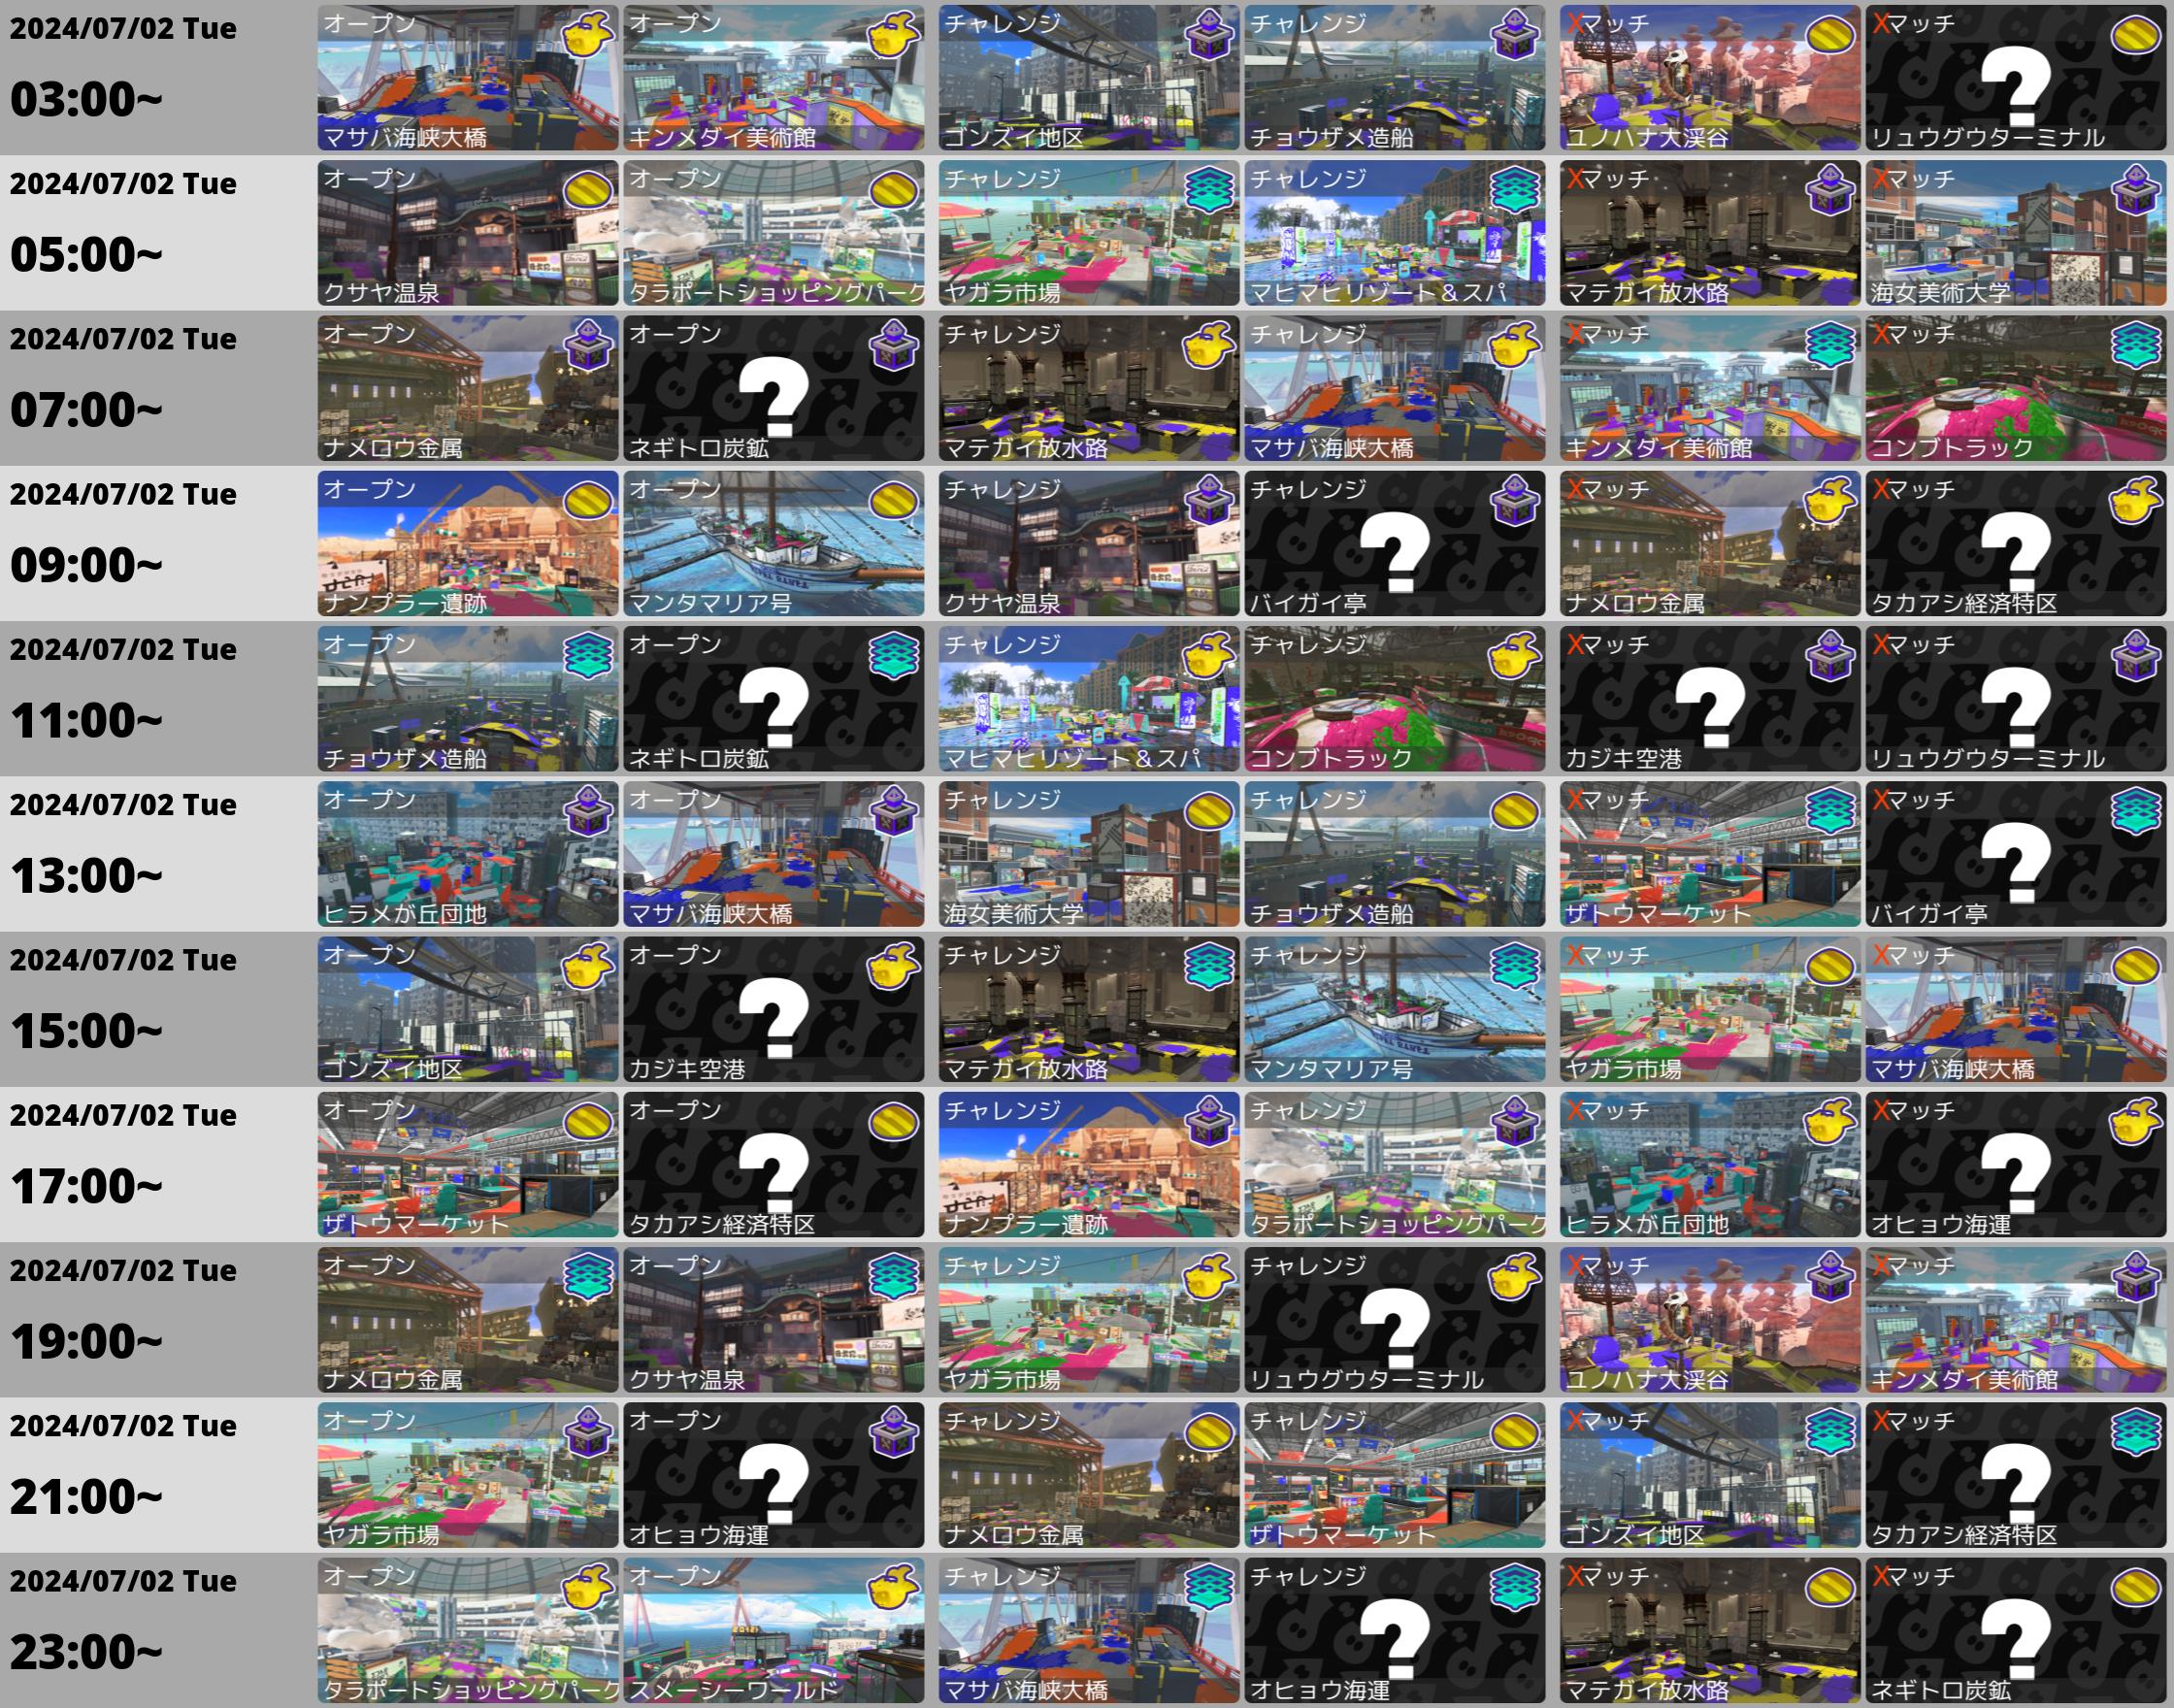 2024/07/02 Tue
03:00~
オープン
マサバ海峡大橋
オープン
キンメダイ美術館
チャレンジ
ゴンズイ地区
チャレンジ
チョウザメ造船
Xマッチ
ユノハナ大渓谷
Xマッチ
リュウグウターミナル
2024/07/02 Tue
05:00~
オープン
クサヤ温泉
オープン
タラポートショッピングパーク
チャレンジ
ヤガラ市場
チャレンジ
マヒマヒリゾート＆スパ
Xマッチ
マテガイ放水路
Xマッチ
海女美術大学
2024/07/02 Tue
07:00~
オープン
ナメロウ金属
オープン
ネギトロ炭鉱
チャレンジ
マテガイ放水路
チャレンジ
マサバ海峡大橋
Xマッチ
キンメダイ美術館
Xマッチ
コンブトラック
2024/07/02 Tue
09:00~
オープン
ナンプラー遺跡
オープン
マンタマリア号
チャレンジ
クサヤ温泉
チャレンジ
バイガイ亭
Xマッチ
ナメロウ金属
Xマッチ
タカアシ経済特区
2024/07/02 Tue
11:00~
オープン
チョウザメ造船
オープン
ネギトロ炭鉱
チャレンジ
マヒマヒリゾート＆スパ
チャレンジ
コンブトラック
Xマッチ
カジキ空港
Xマッチ
リュウグウターミナル
2024/07/02 Tue
13:00~
オープン
ヒラメが丘団地
オープン
マサバ海峡大橋
チャレンジ
海女美術大学
チャレンジ
チョウザメ造船
Xマッチ
ザトウマーケット
Xマッチ
バイガイ亭
2024/07/02 Tue
15:00~
オープン
ゴンズイ地区
オープン
カジキ空港
チャレンジ
マテガイ放水路
チャレンジ
マンタマリア号
Xマッチ
ヤガラ市場
Xマッチ
マサバ海峡大橋
2024/07/02 Tue
17:00~
オープン
ザトウマーケット
オープン
タカアシ経済特区
チャレンジ
ナンプラー遺跡
チャレンジ
タラポートショッピングパーク
Xマッチ
ヒラメが丘団地
Xマッチ
オヒョウ海運
2024/07/02 Tue
19:00~
オープン
ナメロウ金属
オープン
クサヤ温泉
チャレンジ
ヤガラ市場
チャレンジ
リュウグウターミナル
Xマッチ
ユノハナ大渓谷
Xマッチ
キンメダイ美術館
2024/07/02 Tue
21:00~
オープン
ヤガラ市場
オープン
オヒョウ海運
チャレンジ
ナメロウ金属
チャレンジ
ザトウマーケット
Xマッチ
ゴンズイ地区
Xマッチ
タカアシ経済特区
2024/07/02 Tue
23:00~
オープン
タラポートショッピングパーク
オープン
スメーシーワールド
チャレンジ
マサバ海峡大橋
チャレンジ
オヒョウ海運
Xマッチ
マテガイ放水路
Xマッチ
ネギトロ炭鉱